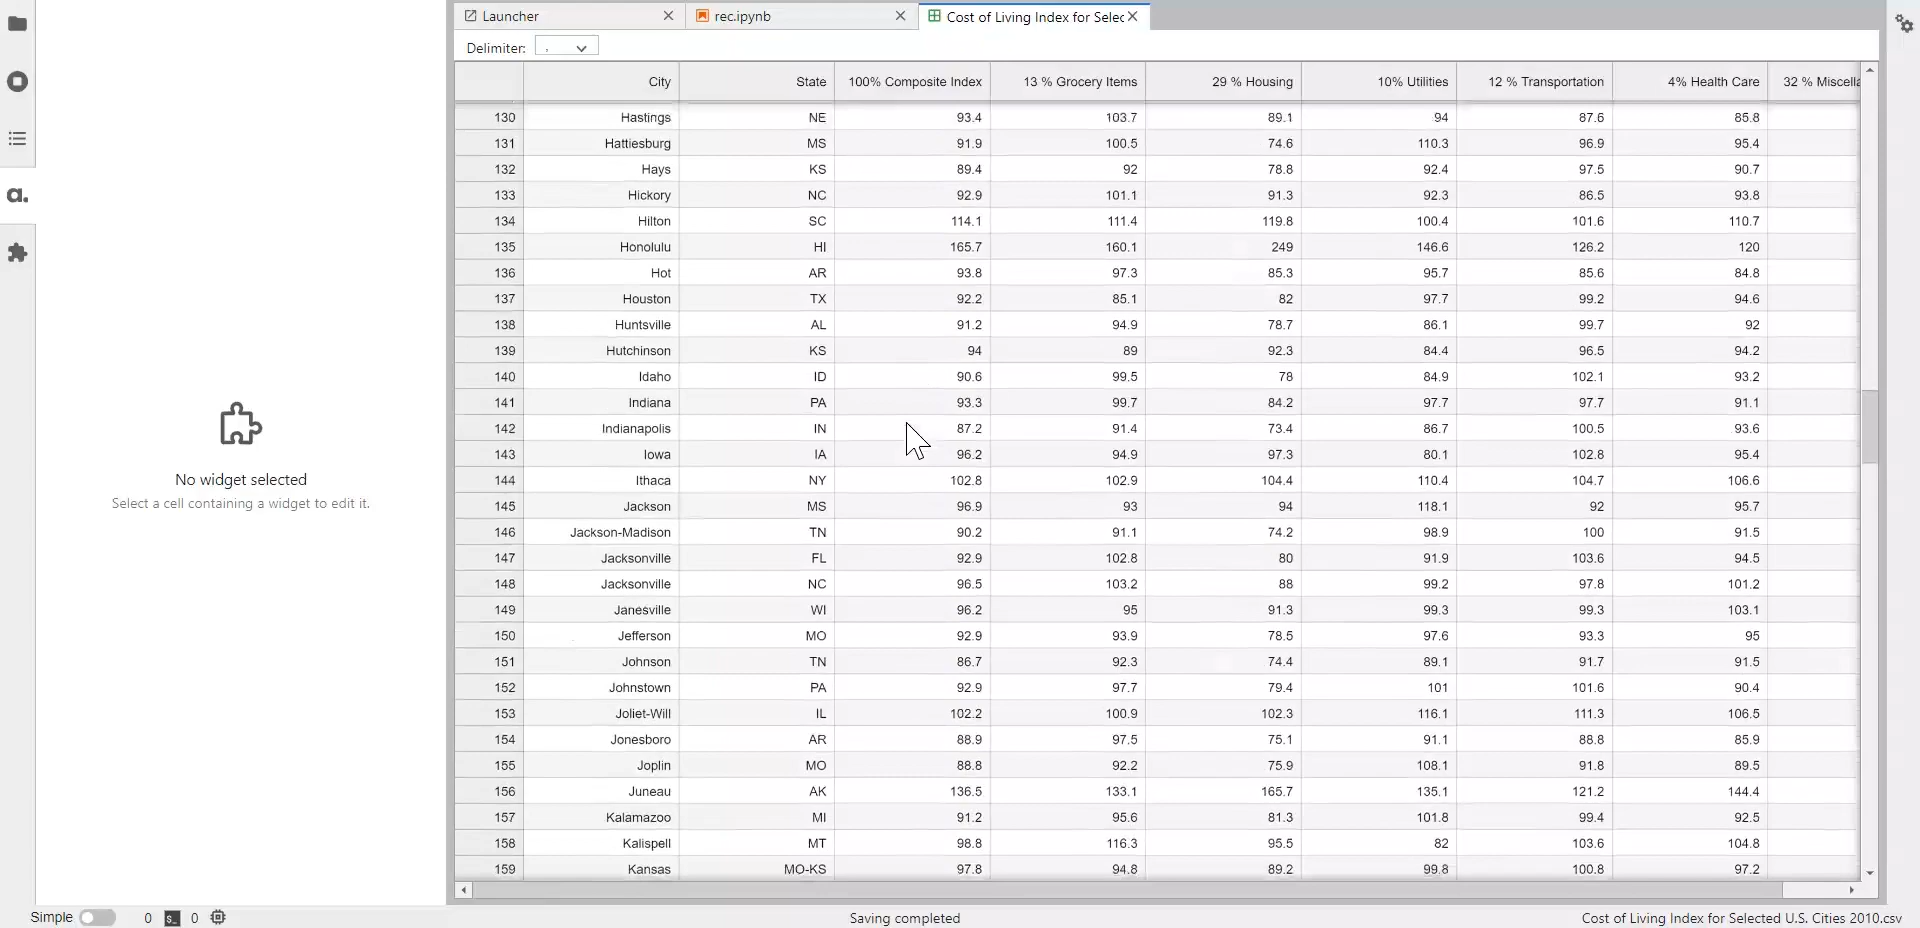 Launcher
rec.ipynb
Cost of Living Index for Selec
Delimiter: ,
City State 100% Composite Index 13 % Grocery Items 29 % Housing 10% Utilities 12 % Transportation 4% Health Care 32 % Miscella
130 Hastings NE 93.4 103.7 89.1 94 87.6 85.8
131 Hattiesburg MS 91.9 100.5 74.6 110.3 96.9 95.4
132 Hays KS 89.4 92 78.8 92.4 97.5 90.7
133 Hickory NC 92.9 101.1 91.3 92.3 86.5 93.8
134 Hilton SC 114.1 111.4 119.8 100.4 101.6 110.7
135 Honolulu HI 165.7 160.1 249 146.6 126.2 120
136 Hot AR 93.8 97.3 85.3 95.7 85.6 84.8
137 Houston TX 92.2 85.1 82 97.7 99.2 94.6
138 Huntsville AL 91.2 94.9 78.7 86.1 99.7 92
139 Hutchinson KS 94 89 92.3 84.4 96.5 94.2
140 Idaho ID 90.6 99.5 78 84.9 102.1 93.2
141 Indiana PA 93.3 99.7 84.2 97.7 97.7 91.1
142 Indianapolis IN 87.2 91.4 73.4 86.7 100.5 93.6
143 Iowa IA 96.2 94.9 97.3 80.1 102.8 95.4
144 Ithaca NY 102.8 102.9 104.4 110.4 104.7 106.6
145 Jackson MS 96.9 93 94 118.1 92 95.7
146 Jackson-Madison TN 90.2 91.1 74.2 98.9 100 91.5
147 Jacksonville FL 92.9 102.8 80 91.9 103.6 94.5
148 Jacksonville NC 96.5 103.2 88 99.2 97.8 101.2
149 Janesville WI 96.2 95 91.3 99.3 99.3 103.1
150 Jefferson MO 92.9 93.9 78.5 97.6 93.3 95
151 Johnson TN 86.7 92.3 74.4 89.1 91.7 91.5
152 Johnstown PA 92.9 97.7 79.4 101 101.6 90.4
153 Joliet-Will IL 102.2 100.9 102.3 116.1 111.3 106.5
154 Jonesboro AR 88.9 97.5 75.1 91.1 88.8 85.9
155 Joplin MO 88.8 92.2 75.9 108.1 91.8 89.5
156 Juneau AK 136.5 133.1 165.7 135.1 121.2 144.4
157 Kalamazoo MI 91.2 95.6 81.3 101.8 99.4 92.5
158 Kalispell MT 98.8 116.3 95.5 82 103.6 104.8
159 Kansas MO-KS 97.8 94.8 89.2 99.8 100.8 97.2
a.
No widget selected
Select a cell containing a widget to edit it.
Simple 0 $_ 0 Saving completed Cost of Living Index for Selected U.S. Cities 2010.csv